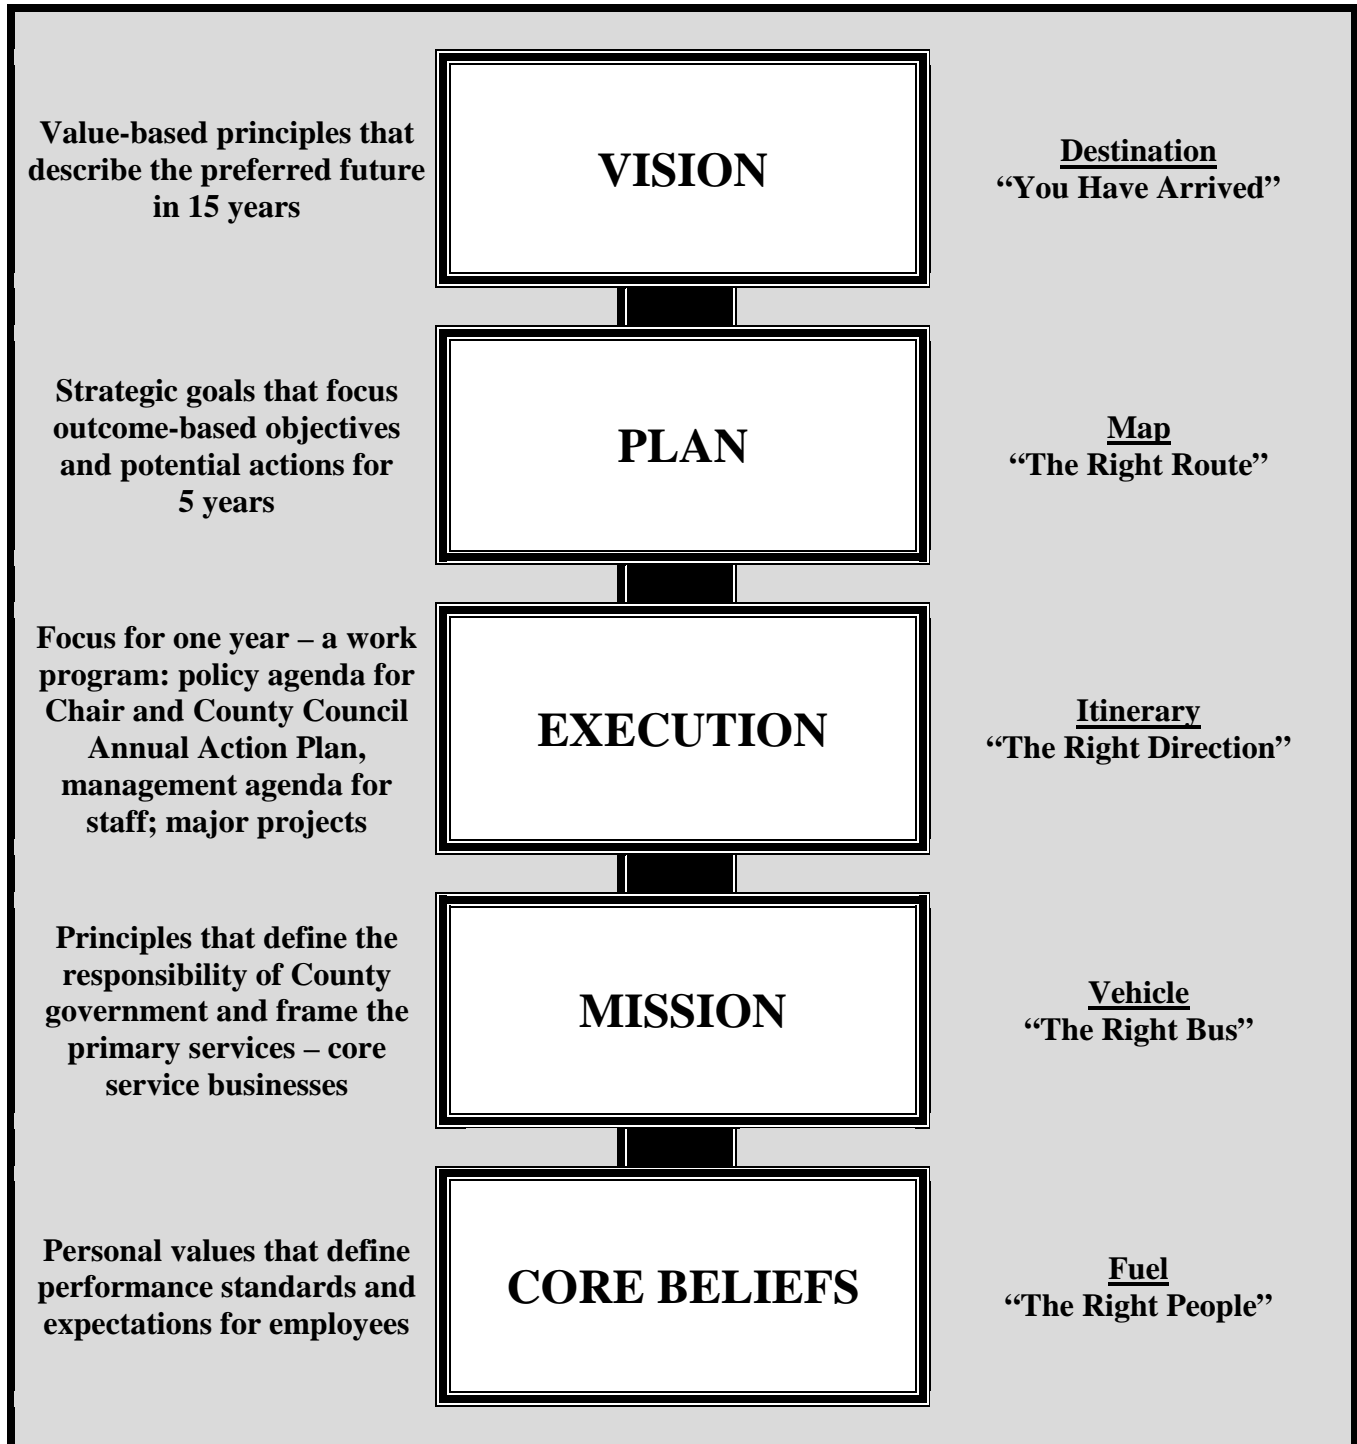 Value-based principles that
describe the preferred future
in 15 years
VISION
Destination
“You Have Arrived”
Strategic goals that focus
outcome-based objectives
and potential actions for
5 years
PLAN
Map
“The Right Route”
Focus for one year – a work
program: policy agenda for
Chair and County Council
Annual Action Plan,
management agenda for
staff; major projects
EXECUTION
Itinerary
“The Right Direction”
Principles that define the
responsibility of County
government and frame the
primary services – core
service businesses
MISSION
Vehicle
“The Right Bus”
Personal values that define
performance standards and
expectations for employees
CORE BELIEFS
Fuel
“The Right People”